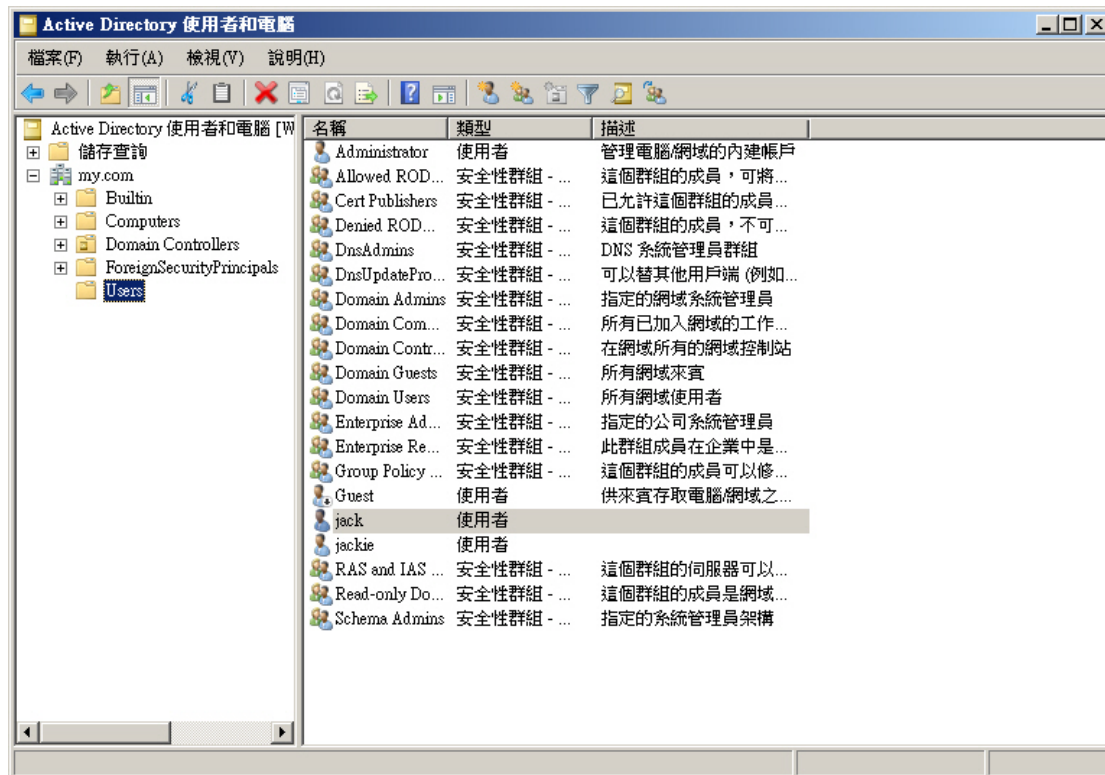 Active Directory 使用者和電腦
檔案(F) 執行(A) 檢視(V) 說明(H)
Active Directory 使用者和電腦 [W
儲存查詢
my.com
Builtin
Computers
Domain Controllers
ForeignSecurityPrincipals
Users
名稱 類型 描述
Administrator 使用者 管理電腦/網域的內建帳戶
Allowed ROD... 安全性群組 - ... 這個群組的成員，可將...
Cert Publishers 安全性群組 - ... 已允許這個群組的成員...
Denied ROD... 安全性群組 - ... 這個群組的成員，不可...
DnsAdmins 安全性群組 - ... DNS 系統管理員群組
DnsUpdatePro... 安全性群組 - ... 可以替其他用戶端 (例如...
Domain Admins 安全性群組 - ... 指定的網域系統管理員
Domain Com... 安全性群組 - ... 所有已加入網域的工作...
Domain Contr... 安全性群組 - ... 在網域所有的網域控制站
Domain Guests 安全性群組 - ... 所有網域來賓
Domain Users 安全性群組 - ... 所有網域使用者
Enterprise Ad... 安全性群組 - ... 指定的公司系統管理員
Enterprise Re... 安全性群組 - ... 此群組成員在企業中是...
Group Policy ... 安全性群組 - ... 這個群組的成員可以修...
Guest 使用者 供來賓存取電腦/網域之...
jack 使用者
jackie 使用者
RAS and IAS ... 安全性群組 - ... 這個群組的伺服器可以...
Read-only Do... 安全性群組 - ... 這個群組的成員是網域...
Schema Admins 安全性群組 - ... 指定的系統管理員架構